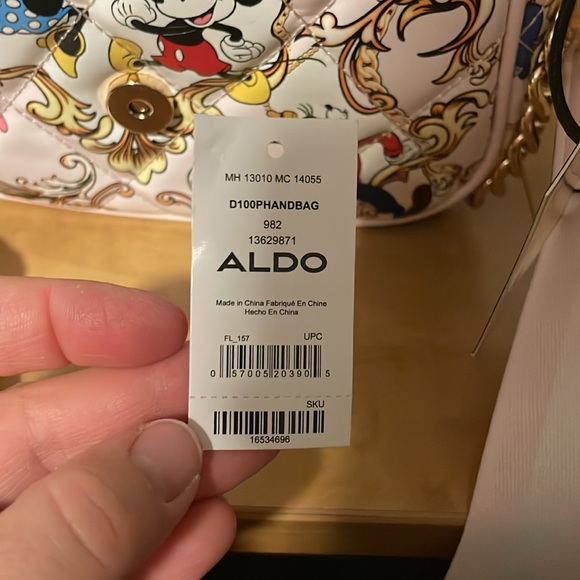 MH 13010 MC 14055
D100PHANDBAG
982
13629871
ALDO
Made in China Fabriqué En Chine
Hecho En China
FL_157 UPC
0 57005 20390 5
SKU
16534696